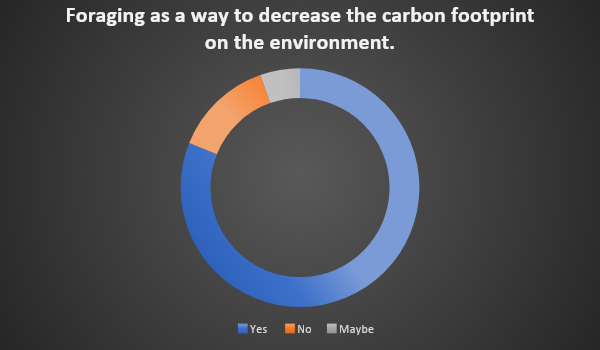 Foraging as a way to decrease the carbon footprint
on the environment.
Yes No Maybe